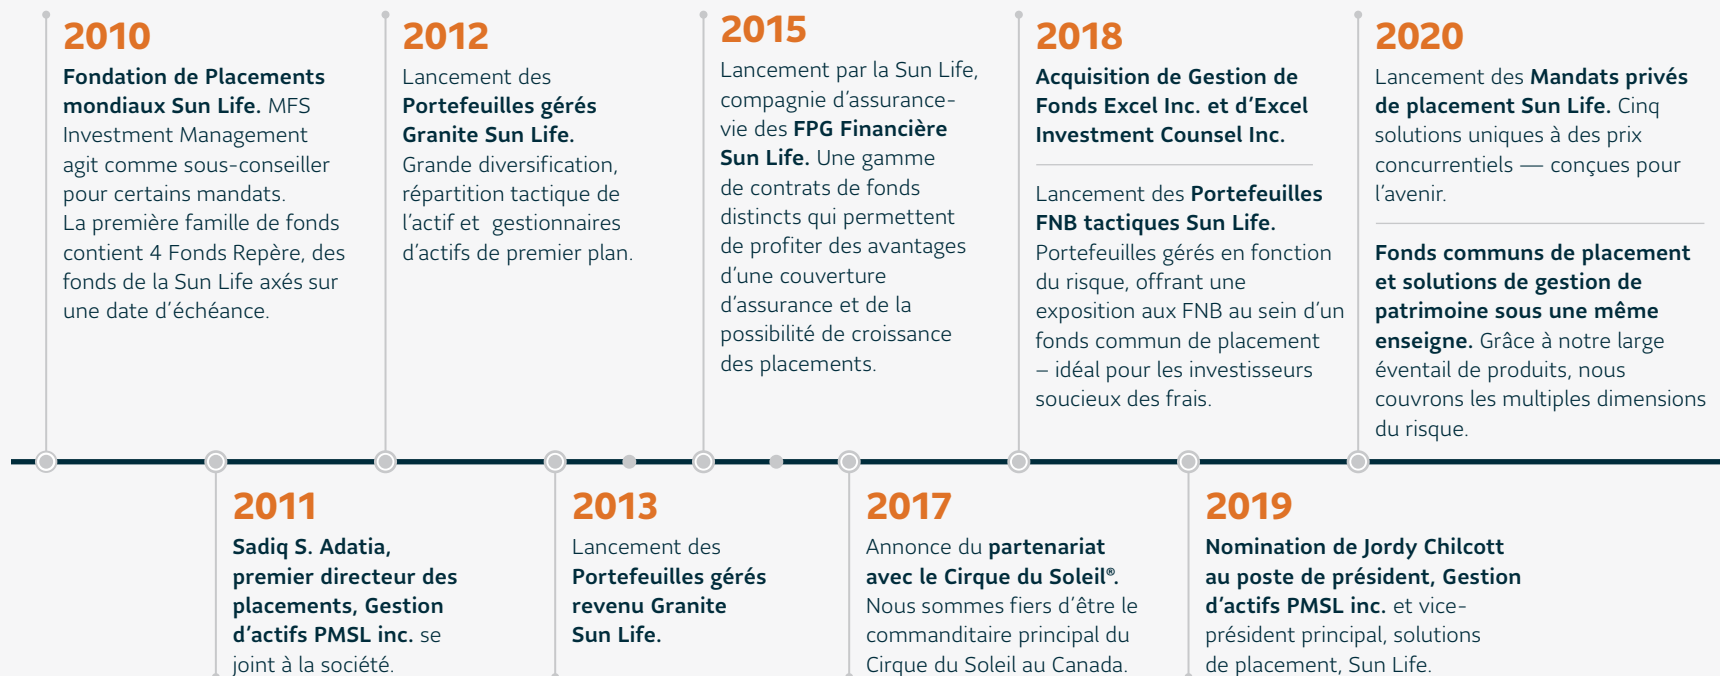 2010
Fondation de Placements
mondiaux Sun Life. MFS
Investment Management
agit comme sous-conseiller
pour certains mandats.
La première famille de fonds
contient 4 Fonds Repère, des
fonds de la Sun Life axés sur
une date d'échéance.
2012
Lancement des
Portefeuilles gérés
Granite Sun Life.
Grande diversification,
répartition tactique de
l'actif et gestionnaires
d'actifs de premier plan.
2015
Lancement par la Sun Life,
compagnie d'assurance-
vie des FPG Financière
Sun Life. Une gamme
de contrats de fonds
distincts qui permettent
de profiter des avantages
d'une couverture
d'assurance et de la
possibilité de croissance
des placements.
2018
Acquisition de Gestion de
Fonds Excel Inc. et d'Excel
Investment Counsel Inc.
Lancement des Portefeuilles
FNB tactiques Sun Life.
Portefeuilles gérés en fonction
du risque, offrant une
exposition aux FNB au sein d'un
fonds commun de placement
– idéal pour les investisseurs
soucieux des frais.
2020
Lancement des Mandats privés
de placement Sun Life. Cinq
solutions uniques à des prix
concurrentiels — conçues pour
l'avenir.
Fonds communs de placement
et solutions de gestion de
patrimoine sous une même
enseigne. Grâce à notre large
éventail de produits, nous
couvrons les multiples dimensions
du risque.
2011
Sadiq S. Adatia,
premier directeur des
placements, Gestion
d'actifs PMSL inc. se
joint à la société.
2013
Lancement des
Portefeuilles gérés
revenu Granite
Sun Life.
2017
Annonce du partenariat
avec le Cirque du Soleil®.
Nous sommes fiers d'être le
commanditaire principal du
Cirque du Soleil au Canada.
2019
Nomination de Jordy Chilcott
au poste de président, Gestion
d'actifs PMSL inc. et vice-
président principal, solutions
de placement, Sun Life.